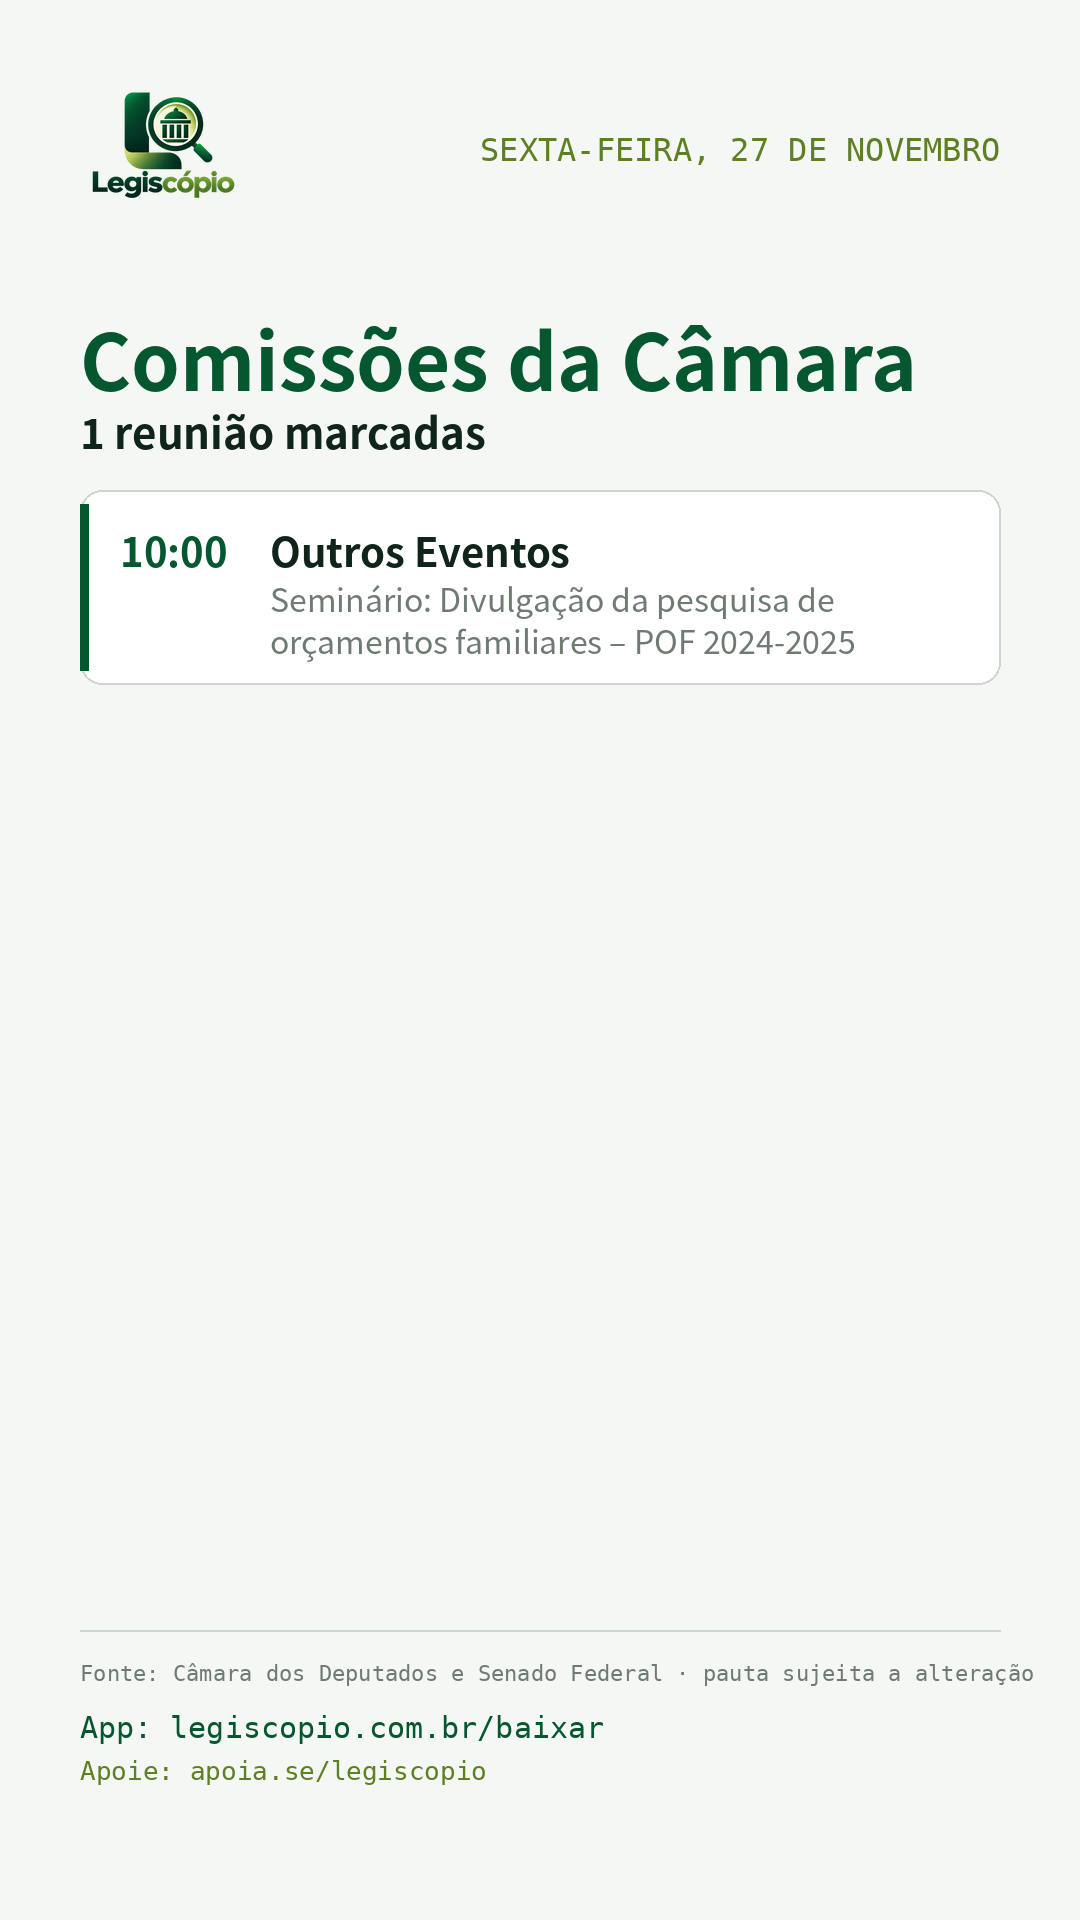 Legiscópio
SEXTA-FEIRA, 27 DE NOVEMBRO
Comissões da Câmara
1 reunião marcadas
10:00 Outros Eventos
Seminário: Divulgação da pesquisa de
orçamentos familiares – POF 2024-2025
Fonte: Câmara dos Deputados e Senado Federal · pauta sujeita a alteração
App: legiscopio.com.br/baixar
Apoie: apoia.se/legiscopio